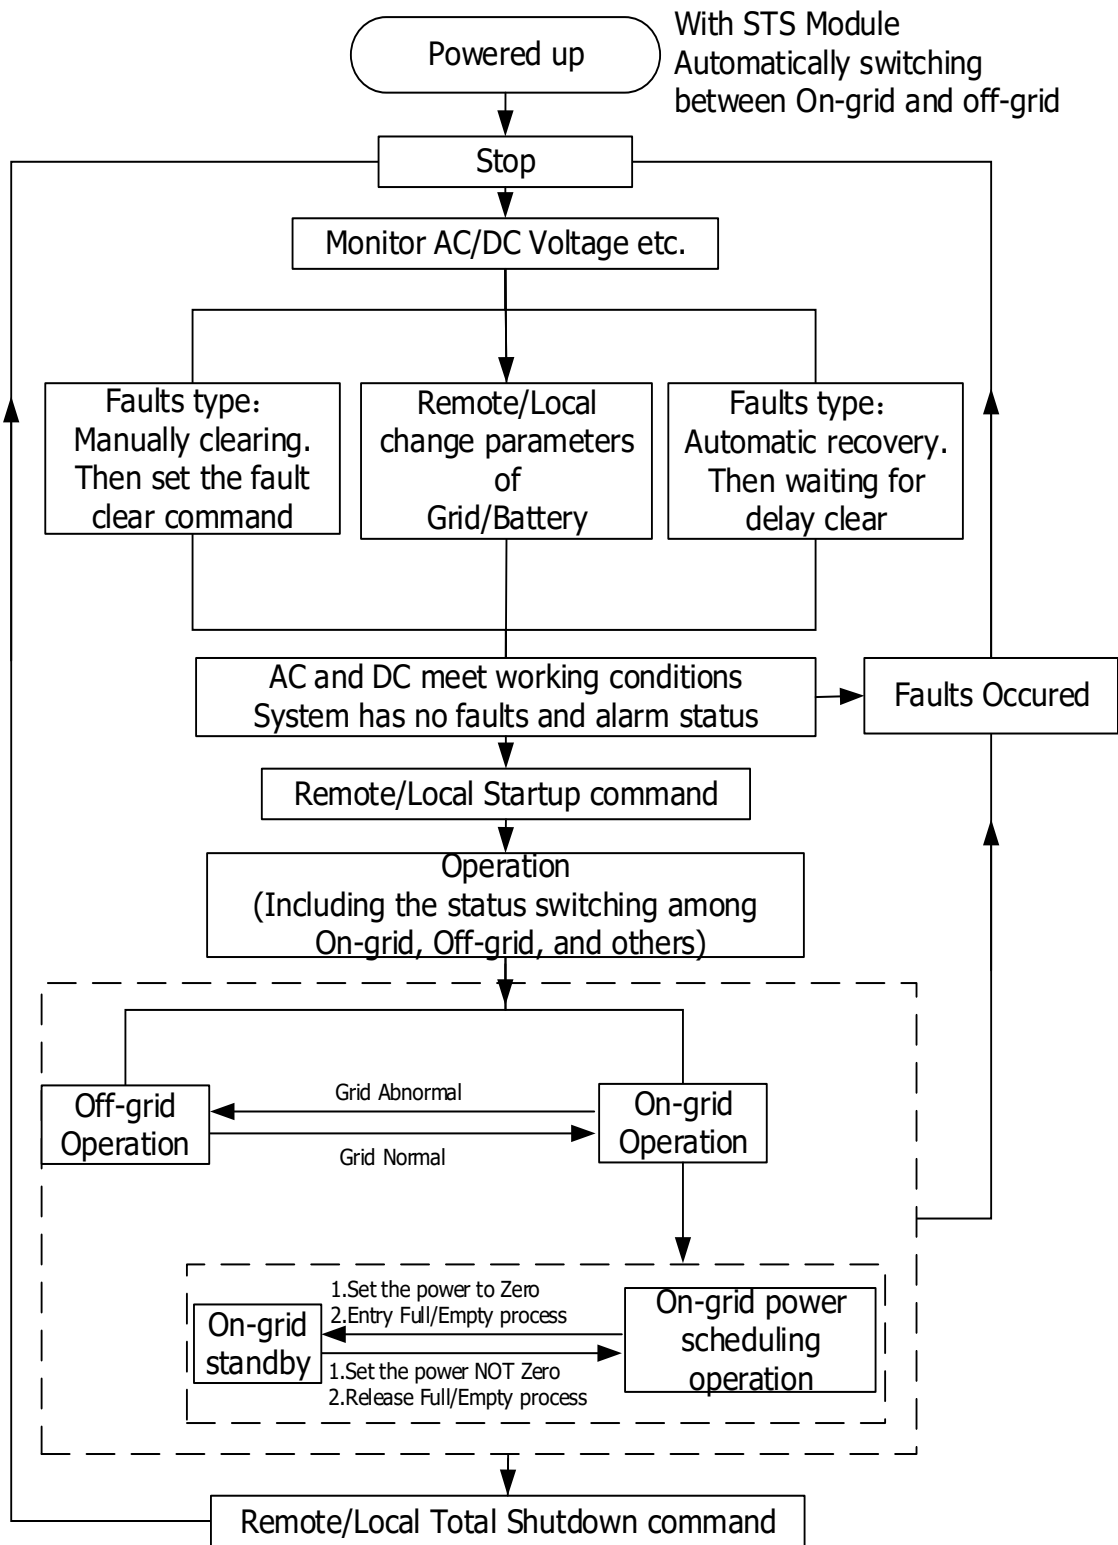 Powered up
With STS Module
Automatically switching
between On-grid and off-grid
Stop
Monitor AC/DC Voltage etc.
Faults type:
Manually clearing.
Then set the fault
clear command
Remote/Local
change parameters
of
Grid/Battery
Faults type:
Automatic recovery.
Then waiting for
delay clear
AC and DC meet working conditions
System has no faults and alarm status
Faults Occured
Remote/Local Startup command
Operation
(Including the status switching among
On-grid, Off-grid, and others)
Off-grid
Operation
Grid Abnormal
Grid Normal
On-grid
Operation
On-grid
standby
1.Set the power to Zero
2.Entry Full/Empty process
1.Set the power NOT Zero
2.Release Full/Empty process
On-grid power
scheduling
operation
Remote/Local Total Shutdown command